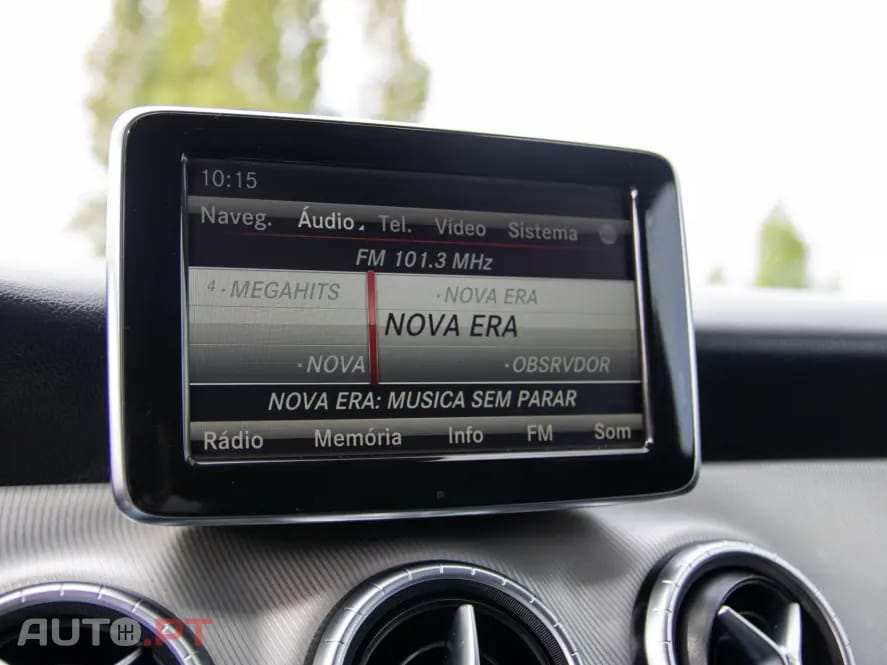 10:15
Naveg. Áudio Tel. Vídeo Sistema
FM 101.3 MHz
4 · MEGAHITS · NOVA ERA
NOVA ERA
· NOVA · OBSRVDOR
NOVA ERA: MUSICA SEM PARAR
Rádio Memória Info FM Som
AUTO.PT